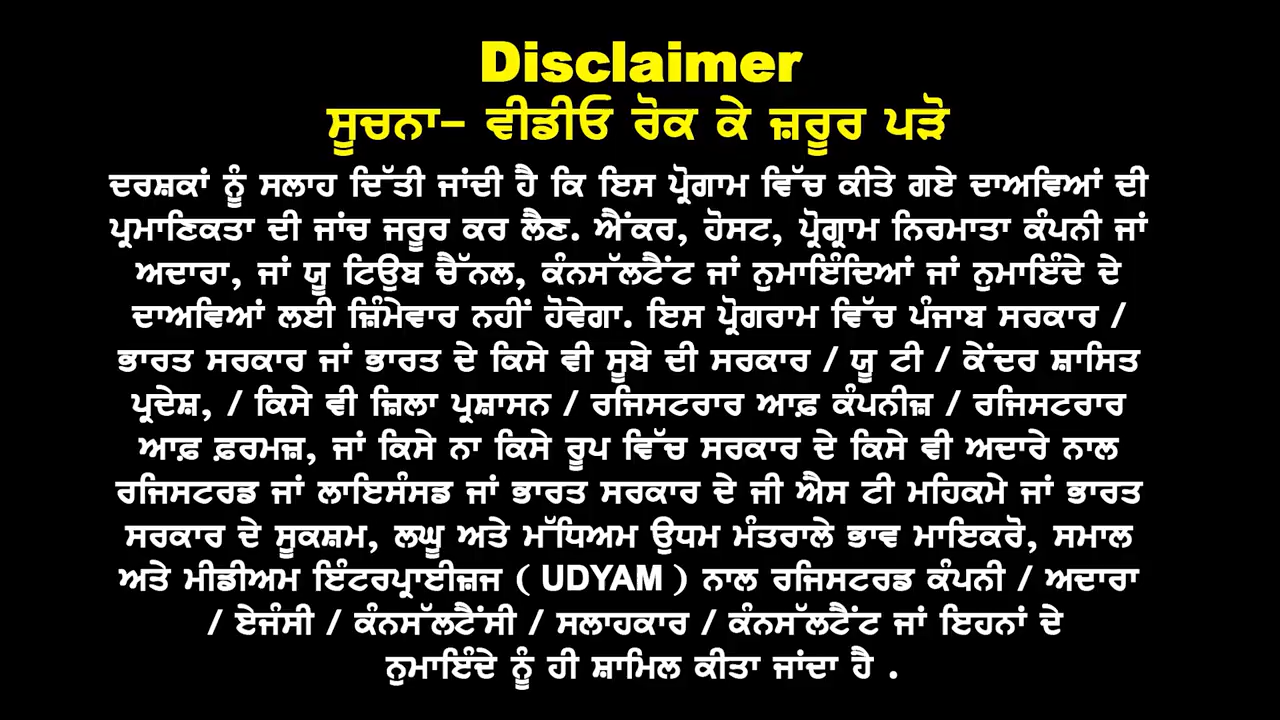 Disclaimer
ਸੂਚਨਾ- ਵੀਡੀਓ ਰੋਕ ਕੇ ਜ਼ਰੂਰ ਪੜੋ
ਦਰਸ਼ਕਾਂ ਨੂੰ ਸਲਾਹ ਦਿੱਤੀ ਜਾਂਦੀ ਹੈ ਕਿ ਇਸ ਪ੍ਰੋਗਾਮ ਵਿੱਚ ਕੀਤੇ ਗਏ ਦਾਅਵਿਆਂ ਦੀ
ਪ੍ਰਮਾਣਿਕਤਾ ਦੀ ਜਾਂਚ ਜਰੂਰ ਕਰ ਲੈਣ. ਐਂਕਰ, ਹੋਸਟ, ਪ੍ਰੋਗ੍ਰਾਮ ਨਿਰਮਾਤਾ ਕੰਪਨੀ ਜਾਂ
ਅਦਾਰਾ, ਜਾਂ ਯੂ ਟਿਉਬ ਚੈੱਨਲ, ਕੰਨਸੱਲਟੈਂਟ ਜਾਂ ਨੁਮਾਇੰਦਿਆਂ ਜਾਂ ਨੁਮਾਇੰਦੇ ਦੇ
ਦਾਅਵਿਆਂ ਲਈ ਜ਼ਿੰਮੇਵਾਰ ਨਹੀਂ ਹੋਵੇਗਾ. ਇਸ ਪ੍ਰੋਗਰਾਮ ਵਿੱਚ ਪੰਜਾਬ ਸਰਕਾਰ /
ਭਾਰਤ ਸਰਕਾਰ ਜਾਂ ਭਾਰਤ ਦੇ ਕਿਸੇ ਵੀ ਸੂਬੇ ਦੀ ਸਰਕਾਰ / ਯੂ ਟੀ / ਕੇਂਦਰ ਸ਼ਾਸਿਤ
ਪ੍ਰਦੇਸ਼, / ਕਿਸੇ ਵੀ ਜ਼ਿਲਾ ਪ੍ਰਸ਼ਾਸਨ / ਰਜਿਸਟਰਾਰ ਆਫ਼ ਕੰਪਨੀਜ਼ / ਰਜਿਸਟਰਾਰ
ਆਫ਼ ਫ਼ਰਮਜ਼, ਜਾਂ ਕਿਸੇ ਨਾ ਕਿਸੇ ਰੂਪ ਵਿੱਚ ਸਰਕਾਰ ਦੇ ਕਿਸੇ ਵੀ ਅਦਾਰੇ ਨਾਲ
ਰਜਿਸਟਰਡ ਜਾਂ ਲਾਇਸੰਸਡ ਜਾਂ ਭਾਰਤ ਸਰਕਾਰ ਦੇ ਜੀ ਐਸ ਟੀ ਮਹਿਕਮੇ ਜਾਂ ਭਾਰਤ
ਸਰਕਾਰ ਦੇ ਸੂਕਸ਼ਮ, ਲਘੂ ਅਤੇ ਮੱਧਿਅਮ ਉਧਮ ਮੰਤਰਾਲੇ ਭਾਵ ਮਾਇਕਰੋ, ਸਮਾਲ
ਅਤੇ ਮੀਡੀਅਮ ਇੰਟਰਪ੍ਰਾਈਜ਼ਜ ( UDYAM ) ਨਾਲ ਰਜਿਸਟਰਡ ਕੰਪਨੀ / ਅਦਾਰਾ
/ ਏਜੰਸੀ / ਕੰਨਸੱਲਟੈਂਸੀ / ਸਲਾਹਕਾਰ / ਕੰਨਸੱਲਟੈਂਟ ਜਾਂ ਇਹਨਾਂ ਦੇ
ਨੁਮਾਇੰਦੇ ਨੂੰ ਹੀ ਸ਼ਾਮਿਲ ਕੀਤਾ ਜਾਂਦਾ ਹੈ .